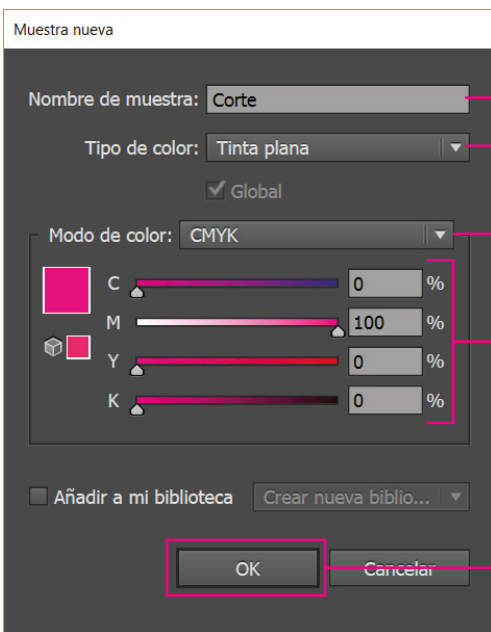 Muestra nueva
Nombre de muestra: Corte
Tipo de color: Tinta plana
Global
Modo de color: CMYK
C 0 %
M 100 %
Y 0 %
K 0 %
Añadir a mi biblioteca Crear nueva biblio...
OK Cancelar